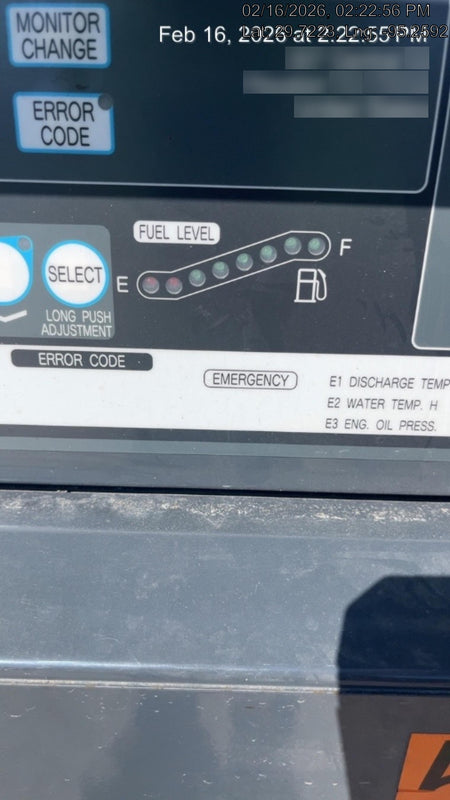 02/16/2026, 02:22:56 PM
Feb 16, 2026 at 2:22:55 PM
MONITOR
CHANGE
ERROR
CODE
FUEL LEVEL
E
F
SELECT
LONG PUSH
ADJUSTMENT
ERROR CODE
EMERGENCY
E1 DISCHARGE TEMP
E2 WATER TEMP. H
E3 ENG. OIL PRESS.